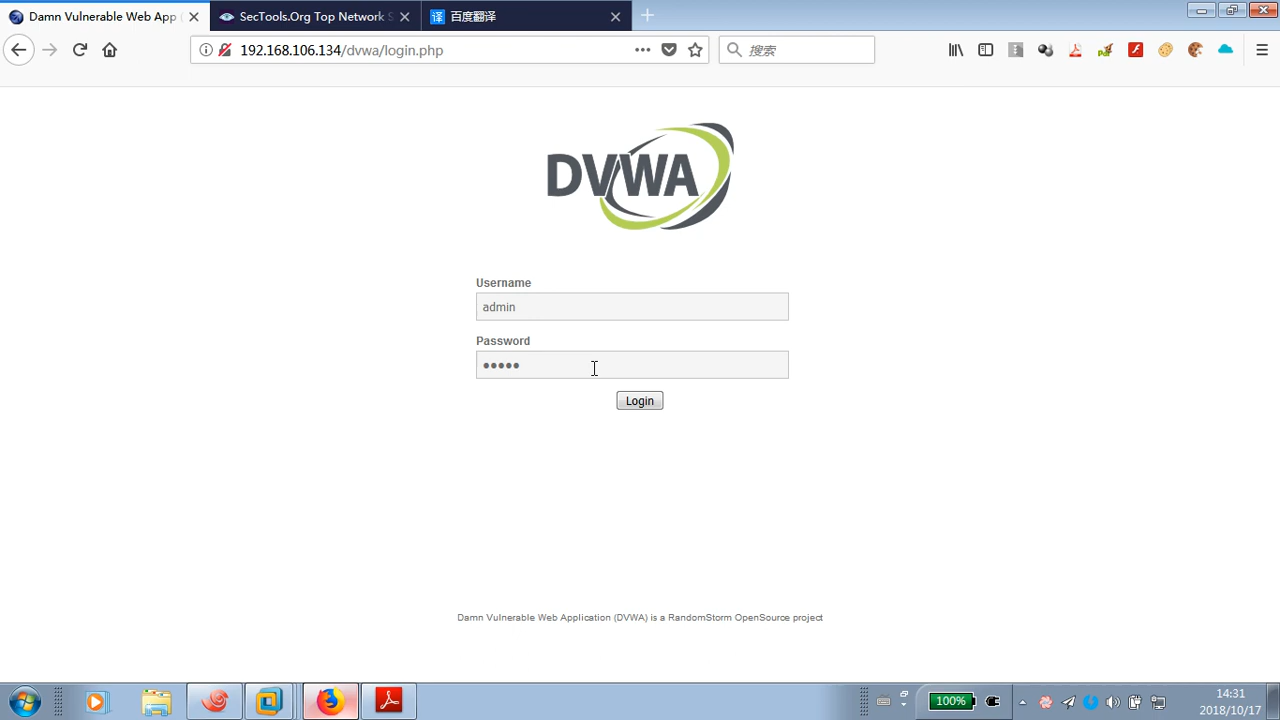 Damn Vulnerable Web App (
SecTools.Org Top Network S
译 百度翻译
192.168.106.134/dvwa/login.php
搜索
DVWA
Username
admin
Password
Login
Damn Vulnerable Web Application (DVWA) is a RandomStorm OpenSource project
100%
14:31
2018/10/17